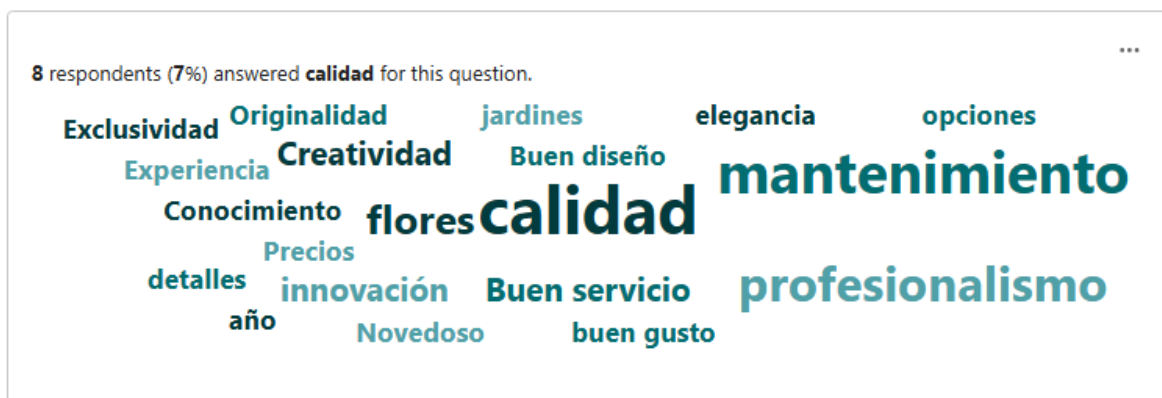 ...
8 respondents (7%) answered calidad for this question.
Exclusividad
Originalidad
jardines
elegancia
opciones
Experiencia
Creatividad
Buen diseño
mantenimiento
Conocimiento
flores
calidad
Precios
detalles
innovación
Buen servicio
profesionalismo
año
Novedoso
buen gusto